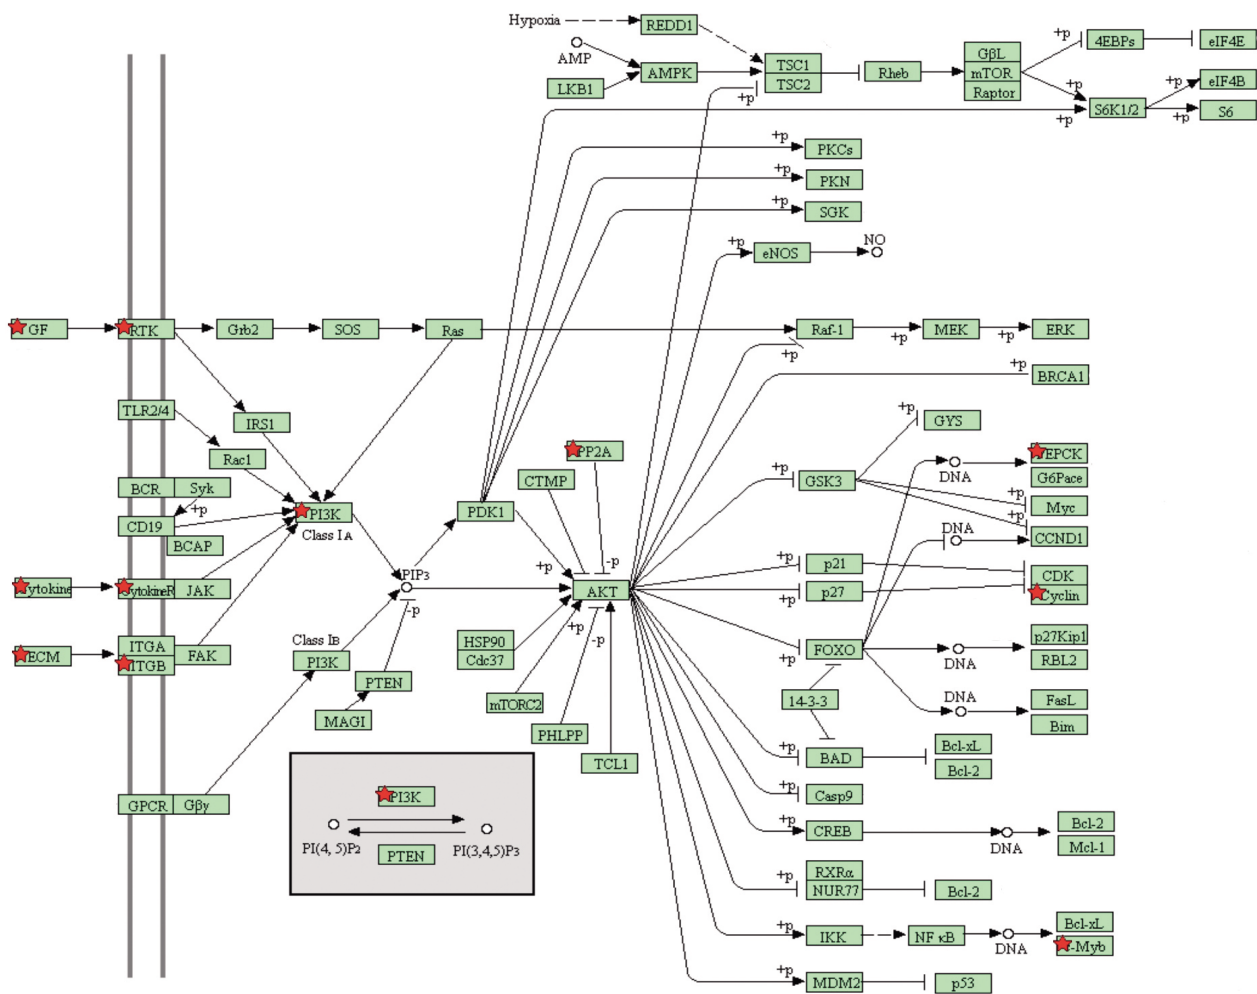 Hypoxia
REDD1
AMP
LKB1
AMPK
TSC1
TSC2
+p
Rheb
GβL
mTOR
Raptor
+p
4EBPs
eIF4E
+p
+p
S6K1/2
+p
+p
eIF4B
S6
+p
PKCs
+p
PKN
+p
SGK
+p
eNOS
NO
GF
RTK
Grb2
SOS
Ras
Raf-1
+p
+p
MEK
+p
ERK
+p
BRCA1
TLR2/4
IRS1
Rac1
BCR
Syk
+p
CD19
BCAP
PI3K
Class IA
PDK1
CTMP
PP2A
+p
-p
+p
GSK3
+p
GYS
DNA
PEPCK
G6Pace
+p
Myc
+p
DNA
CCND1
ytokine
ytokineR
JAK
PIP3
-p
AKT
+p
-p
+p
p21
+p
p27
CDK
Cyclin
ECM
ITGA
ITGB
FAK
Class IB
PI3K
PTEN
MAGI
HSP90
Cdc37
mTORC2
PHLPP
TCL1
+p
FOXO
DNA
p27Kip1
RBL2
14-3-3
DNA
FasL
Bim
+p
BAD
Bcl-xL
Bcl-2
+p
Casp9
GPCR
Gβγ
PI3K
PI(4, 5)P2
PTEN
PI(3,4,5)P3
+p
CREB
DNA
Bcl-2
Mcl-1
+p
RXRα
NUR77
Bcl-2
+p
IKK
NFκB
DNA
Bcl-xL
-Myb
+p
MDM2
p53